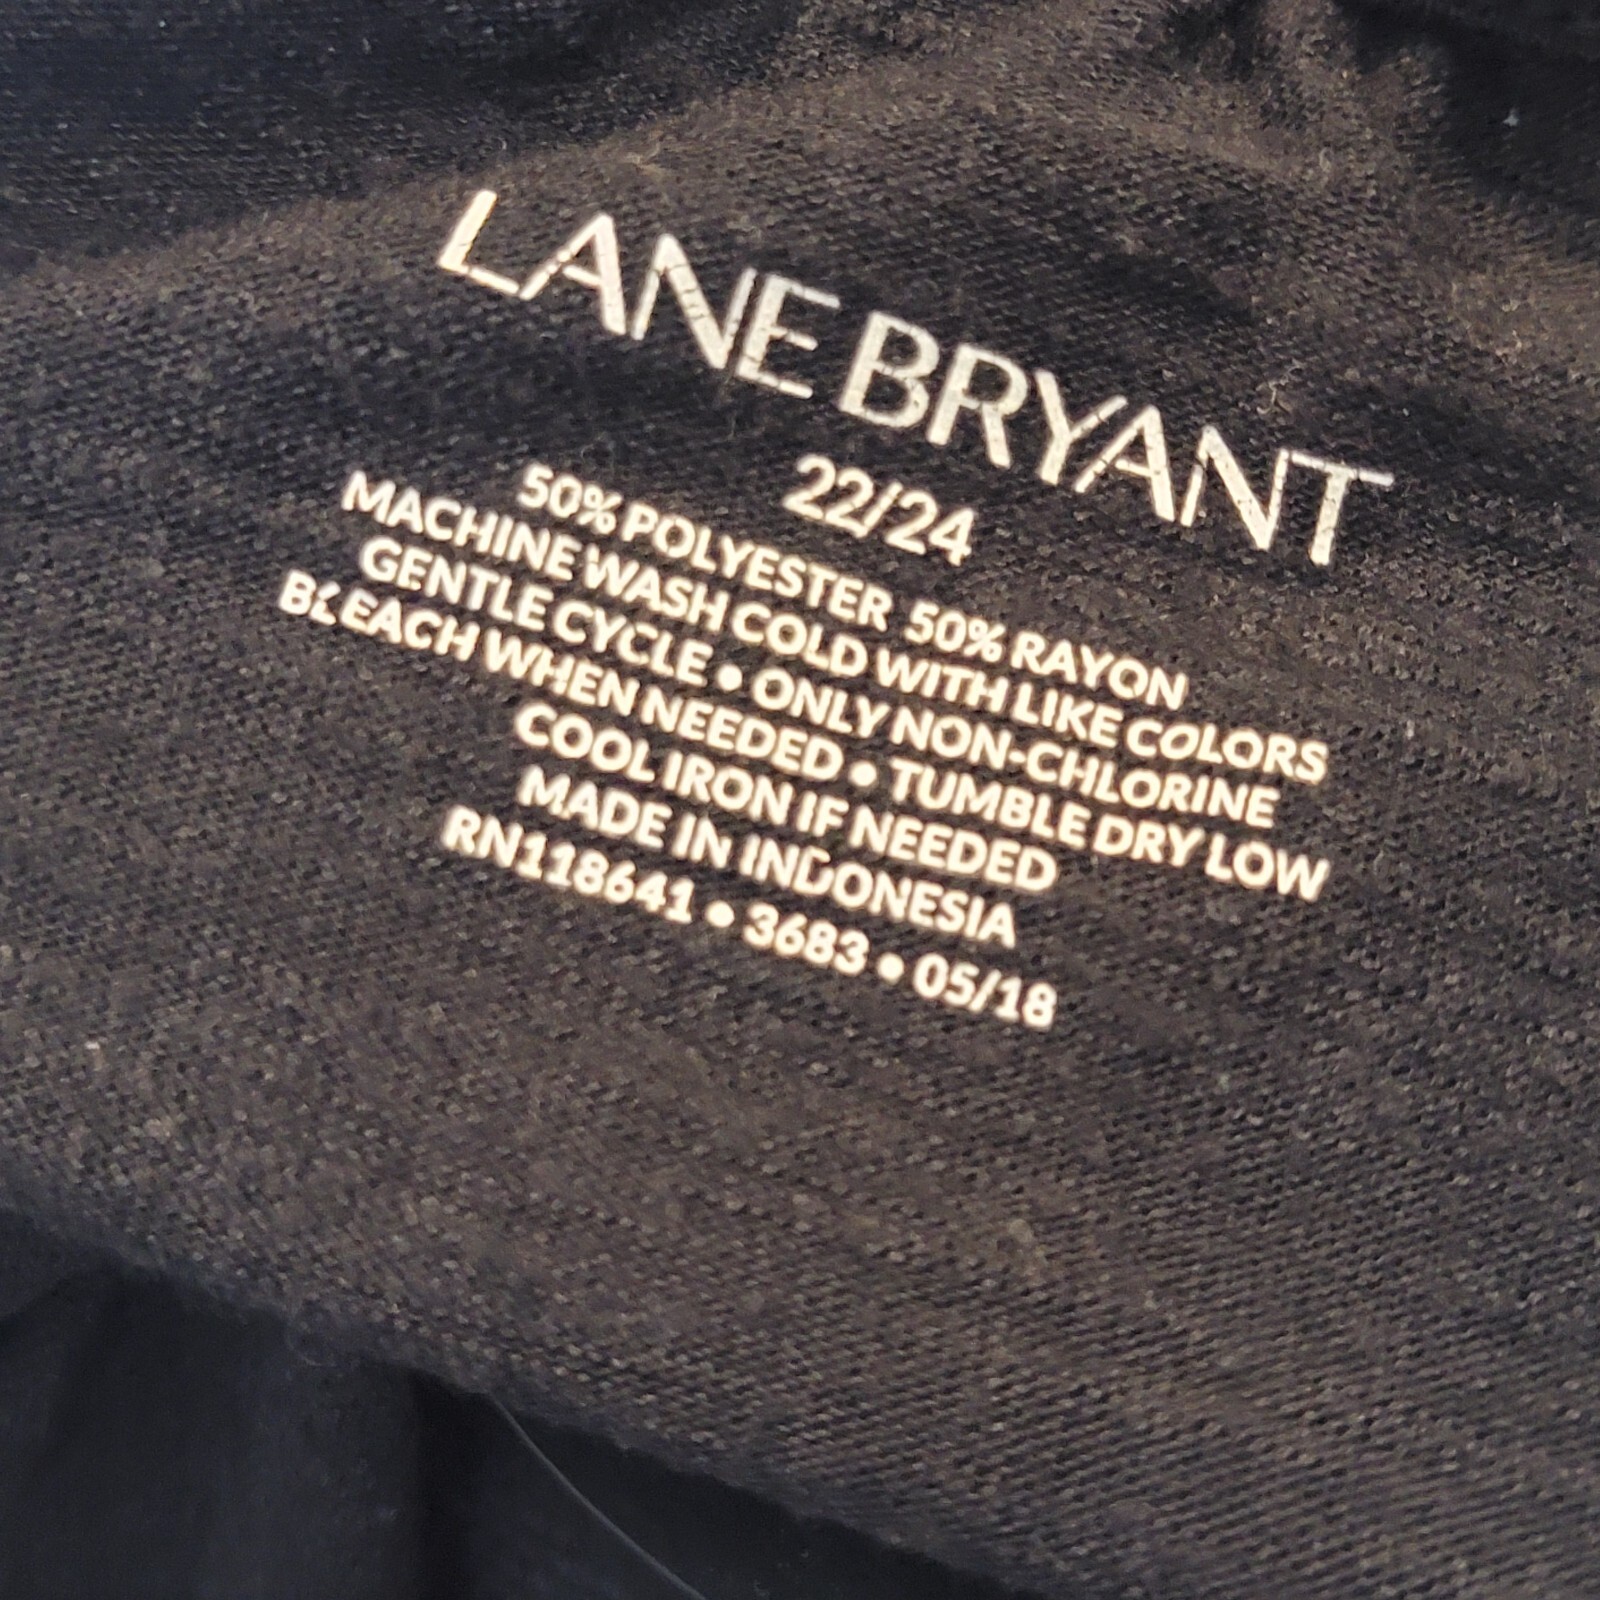 LANE BRYANT
22/24
50% POLYESTER 50% RAYON
MACHINE WASH COLD WITH LIKE COLORS
GENTLE CYCLE • ONLY NON-CHLORINE
BLEACH WHEN NEEDED • TUMBLE DRY LOW
COOL IRON IF NEEDED
MADE IN INDONESIA
RN118641 • 3683 • 05/18